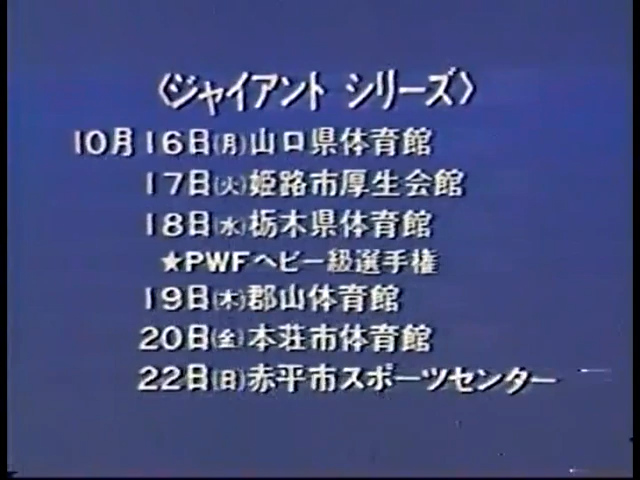 〈ジャイアント シリーズ〉
10月16日(月)山口県体育館
17日(火)姫路市厚生会館
18日(水)栃木県体育館
★PWFヘビー級選手権
19日(木)郡山体育館
20日(金)本荘市体育館
22日(日)赤平市スポーツセンター